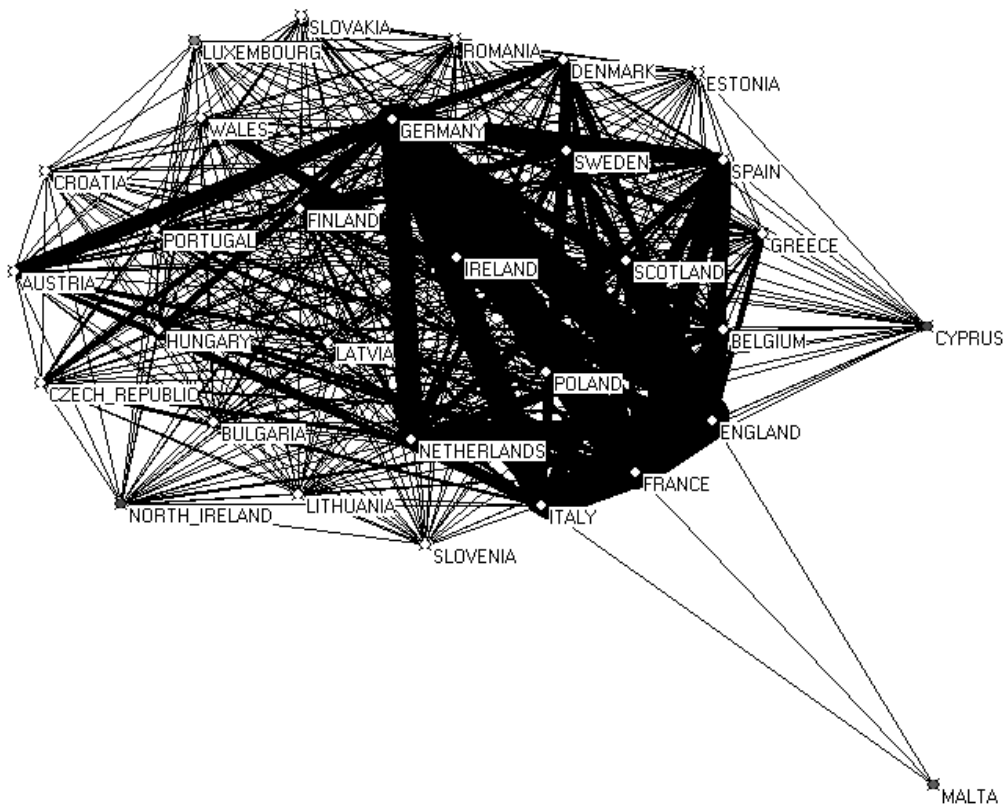 SLOVAKIA
LUXEMBOURG
ROMANIA
DENMARK
ESTONIA
WALES
GERMANY
SWEDEN
SPAIN
CROATIA
FINLAND
PORTUGAL
GREECE
IRELAND
SCOTLAND
AUSTRIA
HUNGARY
BELGIUM
CYPRUS
LATVIA
POLAND
CZECH_REPUBLIC
BULGARIA
ENGLAND
NETHERLANDS
FRANCE
LITHUANIA
NORTH_IRELAND
ITALY
SLOVENIA
MALTA